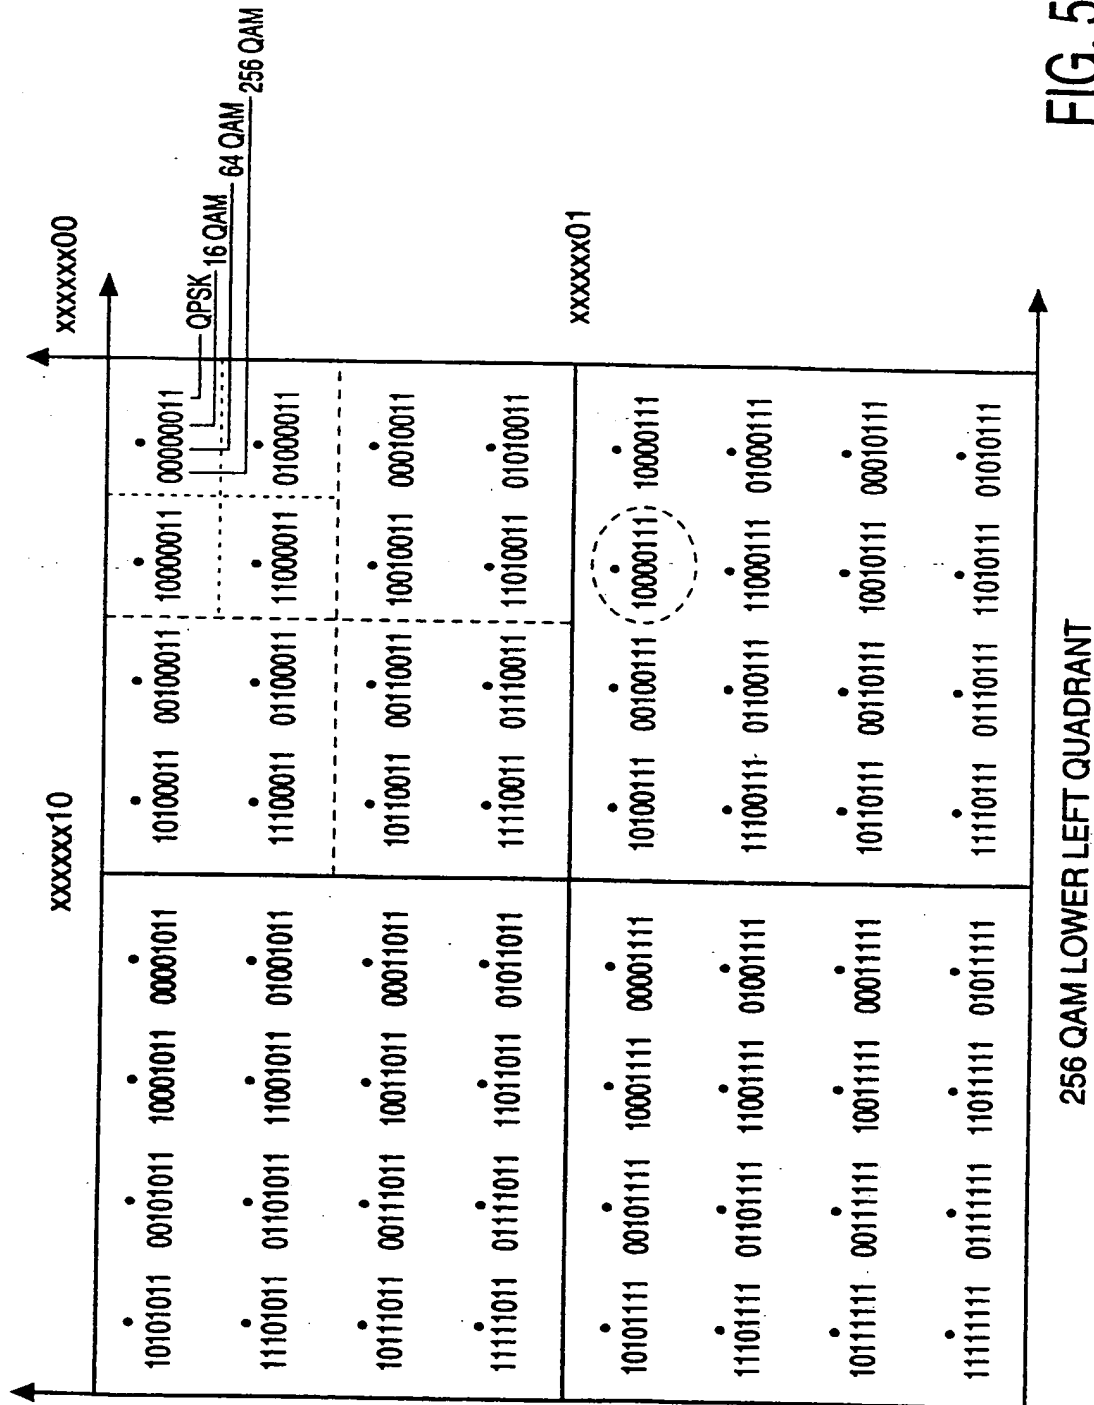 xxxxxx10
xxxxxx00
10101011 00101011 10001011 00001011 10100011 00100011 10000011 00000011
QPSK
16 QAM
64 QAM
256 QAM
11101011 01101011 11001011 01001011 11100011 01100011 11000011 01000011
10111011 00111011 10011011 00011011 10110011 00110011 10010011 00010011
11111011 01111011 11011011 01011011 11110011 01110011 11010011 01010011
xxxxxx01
10101111 00101111 10001111 00001111 10100111 00100111 10000111 10000111
11101111 01101111 11001111 01001111 11100111 01100111 11000111 01000111
10111111 00111111 10011111 00011111 10110111 00110111 10010111 00010111
11111111 01111111 11011111 01011111 11110111 01110111 11010111 01010111
256 QAM LOWER LEFT QUADRANT
FIG. 5